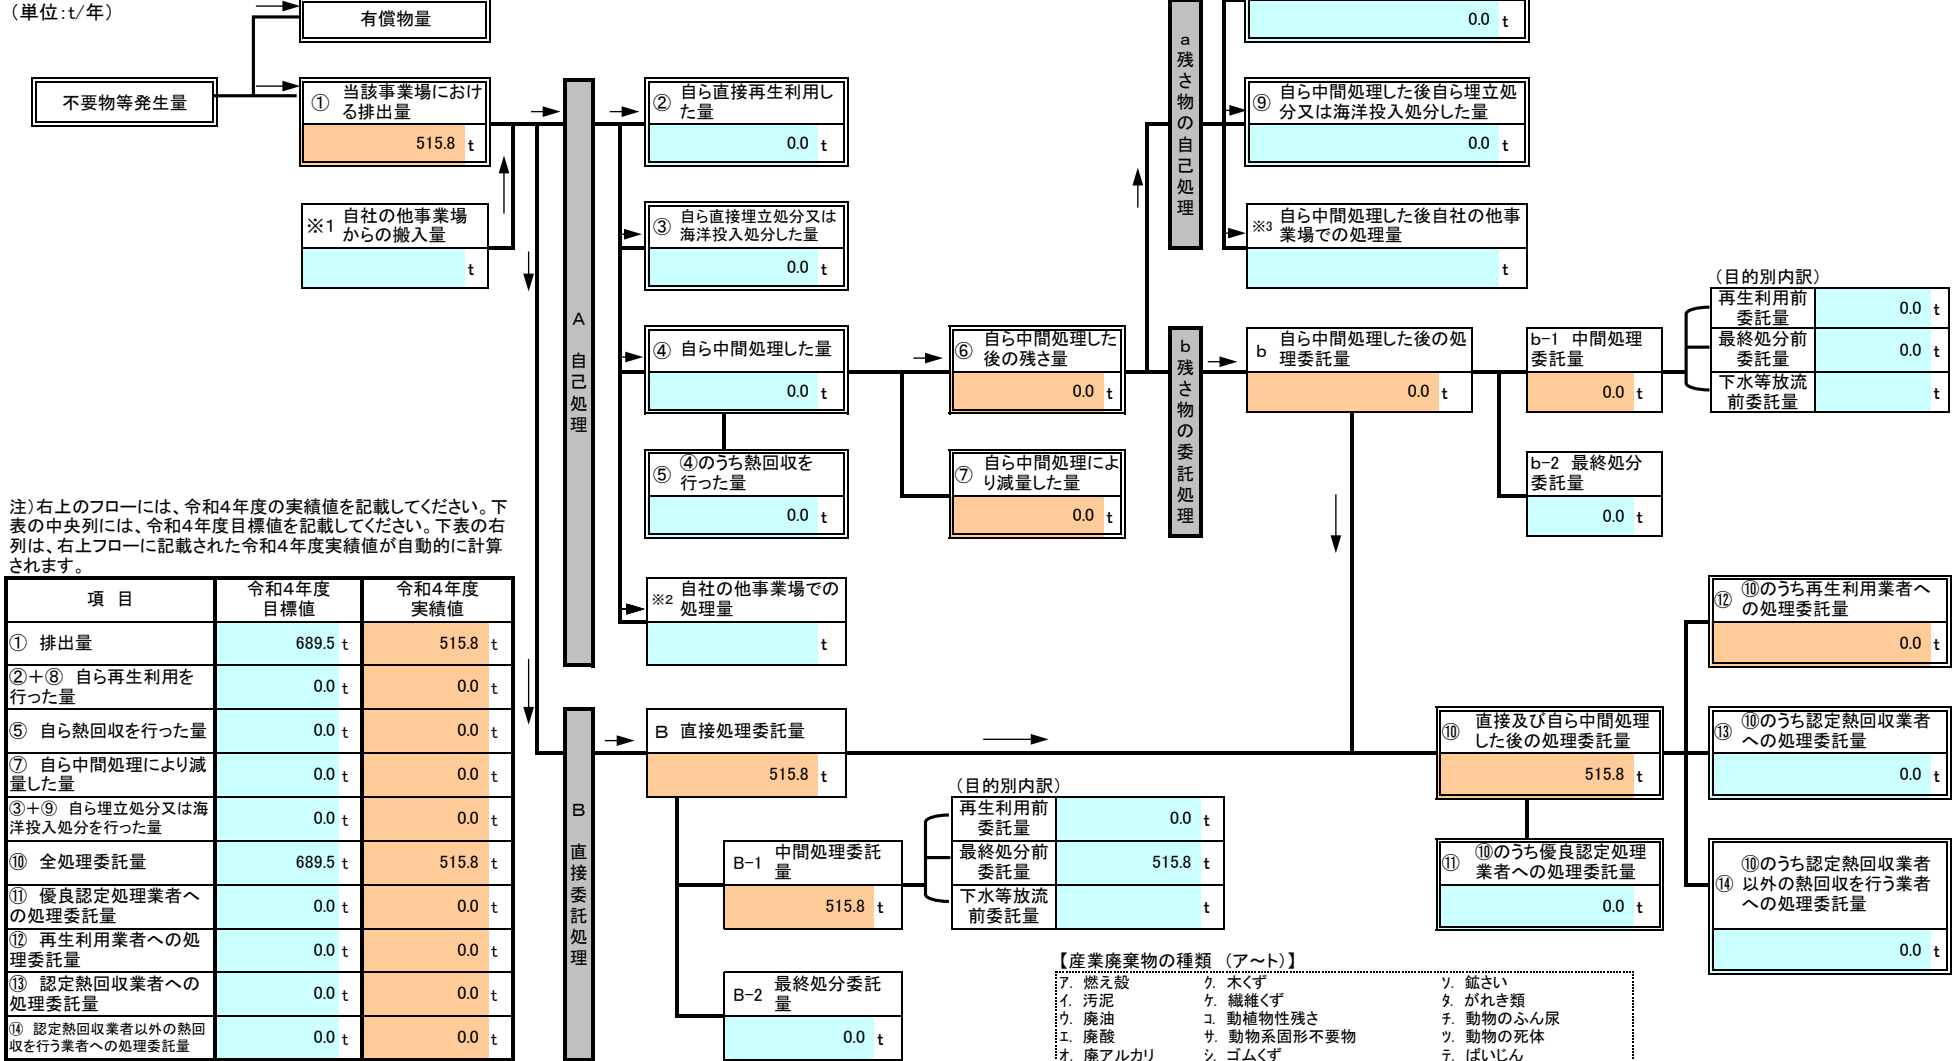 （単位：t/年）
有償物量
不要物等発生量
① 当該事業場におけ
る排出量
515.8 t
※1 自社の他事業場
からの搬入量
t
A 自己処理
② 自ら直接再生利用し
た量
0.0 t
③ 自ら直接埋立処分又は
海洋投入処分した量
0.0 t
④ 自ら中間処理した量
0.0 t
⑤ ④のうち熱回収を
行った量
0.0 t
※2 自社の他事業場での
処理量
t
⑥ 自ら中間処理した
後の残さ量
0.0 t
⑦ 自ら中間処理によ
り減量した量
0.0 t
a 残さ物の自己処理
0.0 t
⑨ 自ら中間処理した後自ら埋立処
分又は海洋投入処分した量
0.0 t
※3 自ら中間処理した後自社の他事
業場での処理量
t
b 残さ物の委託処理
b 自ら中間処理した後の処
理委託量
0.0 t
b-1 中間処理
委託量
0.0 t
（目的別内訳）
再生利用前
委託量
0.0 t
最終処分前
委託量
0.0 t
下水等放流
前委託量
t
b-2 最終処分
委託量
0.0 t
注）右上のフローには、令和4年度の実績値を記載してください。下
表の中央列には、令和4年度目標値を記載してください。下表の右
列は、右上フローに記載された令和4年度実績値が自動的に計算
されます。
項 目
令和4年度
目標値
令和4年度
実績値
① 排出量 689.5 t 515.8 t
②＋⑧ 自ら再生利用を
行った量 0.0 t 0.0 t
⑤ 自ら熱回収を行った量 0.0 t 0.0 t
⑦ 自ら中間処理により減
量した量 0.0 t 0.0 t
③＋⑨ 自ら埋立処分又は海
洋投入処分を行った量 0.0 t 0.0 t
⑩ 全処理委託量 689.5 t 515.8 t
⑪ 優良認定処理業者へ
の処理委託量 0.0 t 0.0 t
⑫ 再生利用業者への処
理委託量 0.0 t 0.0 t
⑬ 認定熱回収業者への
処理委託量 0.0 t 0.0 t
⑭ 認定熱回収業者以外の熱回
収を行う業者への処理委託量 0.0 t 0.0 t
B 直接委託処理
B 直接処理委託量
515.8 t
B-1 中間処理委託
量
515.8 t
（目的別内訳）
再生利用前
委託量
0.0 t
最終処分前
委託量
515.8 t
下水等放流
前委託量
t
B-2 最終処分委託
量
0.0 t
⑩ 直接及び自ら中間処理
した後の処理委託量
515.8 t
⑪ ⑩のうち優良認定処理
業者への処理委託量
0.0 t
⑫ ⑩のうち再生利用業者へ
の処理委託量
0.0 t
⑬ ⑩のうち認定熱回収業者
への処理委託量
0.0 t
⑭ ⑩のうち認定熱回収業者
以外の熱回収を行う業者
への処理委託量
0.0 t
【産業廃棄物の種類 （ア～ト）】
ア. 燃え殻 ク. 木くず ソ. 鉱さい
イ. 汚泥 ケ. 繊維くず タ. がれき類
ウ. 廃油 コ. 動植物性残さ チ. 動物のふん尿
エ. 廃酸 サ. 動物系固形不要物 ツ. 動物の死体
オ. 廃アルカリ シ. ゴムくず テ. ばいじん